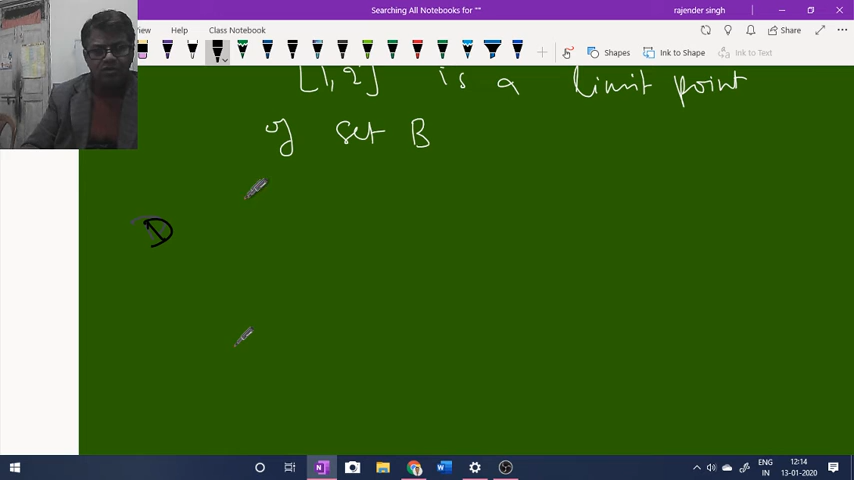 Searching All Notebooks for ""
rajender singh
View Help Class Notebook
Share
Shapes
Ink to Shape
Ink to Text
[1, 2] is a limit point
of set B
D
ENG 12:14
IN 13-01-2020